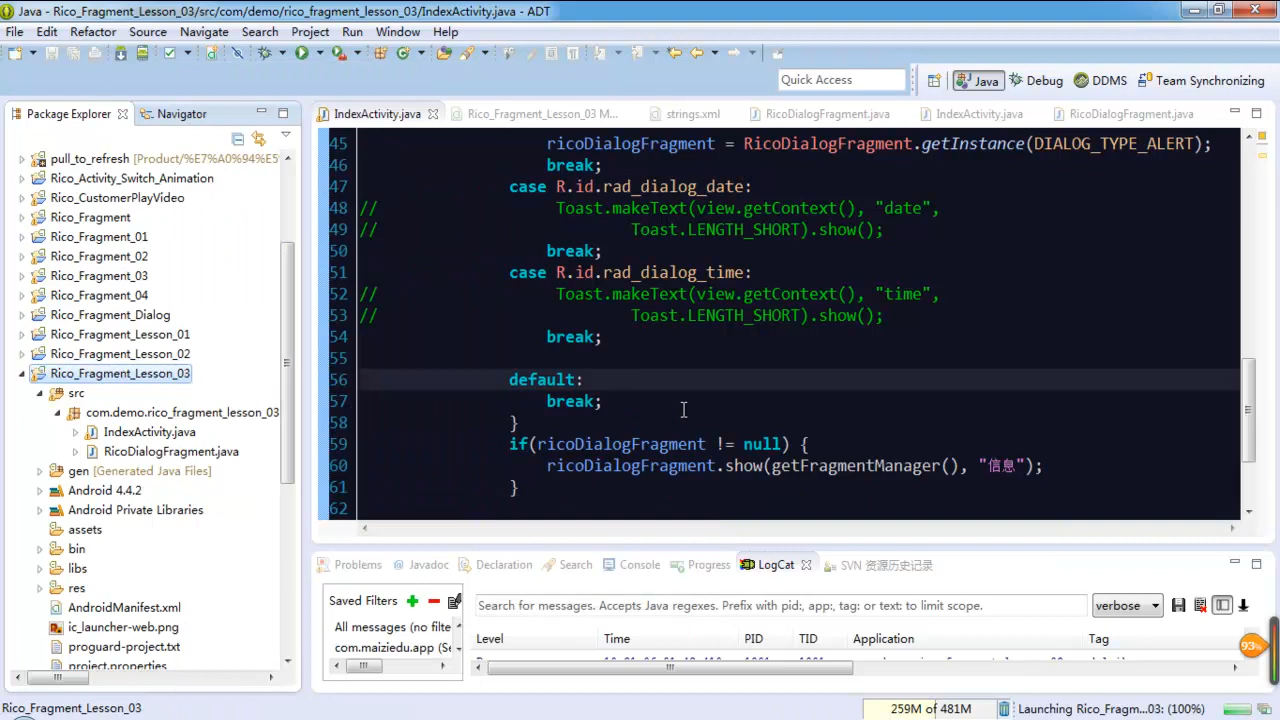 Java - Rico_Fragment_Lesson_03/src/com/demo/rico_fragment_lesson_03/IndexActivity.java - ADT
File Edit Refactor Source Navigate Search Project Run Window Help
Quick Access Java Debug DDMS Team Synchronizing
Package Explorer Navigator
IndexActivity.java Rico_Fragment_Lesson_03 M... strings.xml RicoDialogFragment.java IndexActivity.java RicoDialogFragment.java
pull_to_refresh [Product/%E7%A0%94%E5
Rico_Activity_Switch_Animation
Rico_CustomerPlayVideo
Rico_Fragment
Rico_Fragment_01
Rico_Fragment_02
Rico_Fragment_03
Rico_Fragment_04
Rico_Fragment_Dialog
Rico_Fragment_Lesson_01
Rico_Fragment_Lesson_02
Rico_Fragment_Lesson_03
src
com.demo.rico_fragment_lesson_03
IndexActivity.java
RicoDialogFragment.java
gen [Generated Java Files]
Android 4.4.2
Android Private Libraries
assets
bin
libs
res
AndroidManifest.xml
ic_launcher-web.png
proguard-project.txt
project.properties
45 ricoDialogFragment = RicoDialogFragment.getInstance(DIALOG_TYPE_ALERT);
46 break;
47 case R.id.rad_dialog_date:
48 // Toast.makeText(view.getContext(), "date",
49 // Toast.LENGTH_SHORT).show();
50 break;
51 case R.id.rad_dialog_time:
52 // Toast.makeText(view.getContext(), "time",
53 // Toast.LENGTH_SHORT).show();
54 break;
55
56 default:
57 break;
58 }
59 if(ricoDialogFragment != null) {
60 ricoDialogFragment.show(getFragmentManager(), "信息");
61 }
62
Problems Javadoc Declaration Search Console Progress LogCat SVN 资源历史记录
Saved Filters
All messages (no filte
com.maiziedu.app (Se
Search for messages. Accepts Java regexes. Prefix with pid:, app:, tag: or text: to limit scope. verbose
Level Time PID TID Application Tag
93%
Rico_Fragment_Lesson_03 259M of 481M Launching Rico_Fragm...03: (100%)